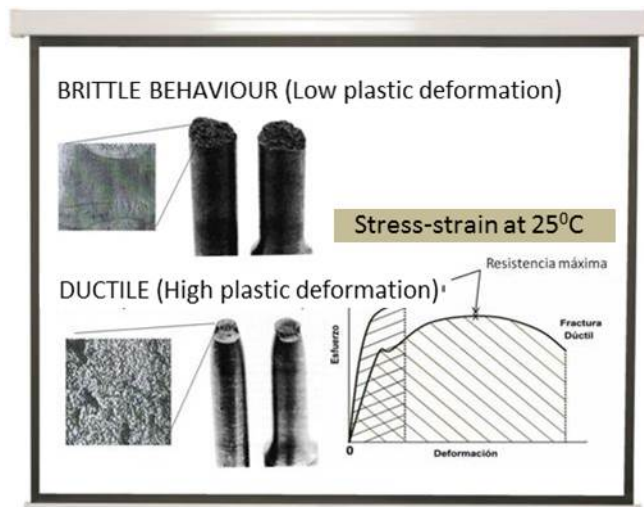 BRITTLE BEHAVIOUR (Low plastic deformation)
Stress-strain at 25⁰C
Resistencia máxima
DUCTILE (High plastic deformation)
Esfuerzo
Fractura
Dúctil
0
Deformación